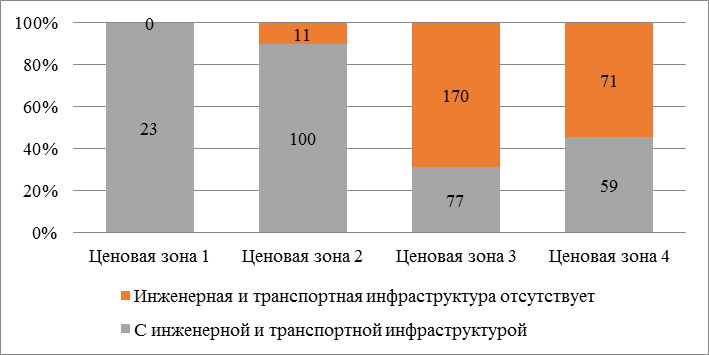 100%
80%
60%
40%
20%
0%
0
23
11
100
170
77
71
59
Ценовая зона 1
Ценовая зона 2
Ценовая зона 3
Ценовая зона 4
Инженерная и транспортная инфраструктура отсутствует
С инженерной и транспортной инфраструктурой